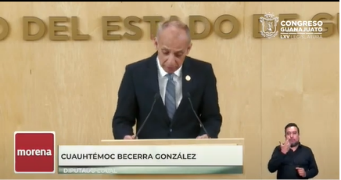 O DEL ESTADO DE G
CONGRESO
GUANAJUATO
morena
CUAUHTÉMOC BECERRA GONZÁLEZ